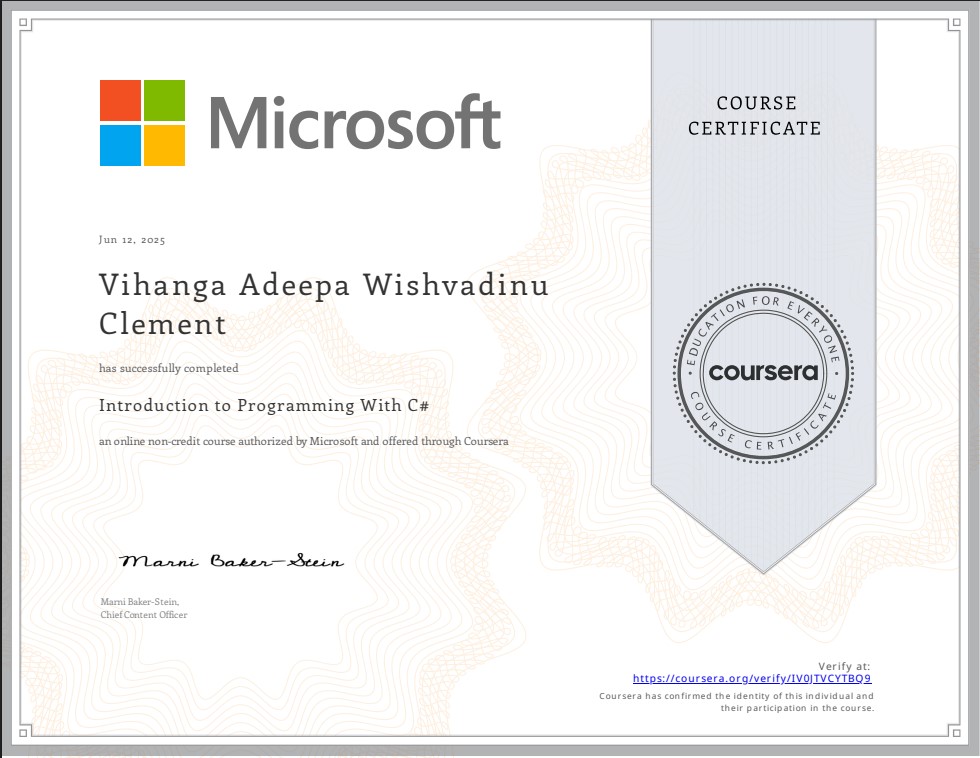 Microsoft
COURSE
CERTIFICATE
Jun 12, 2025
Vihanga Adeepa Wishvadinu
Clement
has successfully completed
Introduction to Programming With C#
an online non-credit course authorized by Microsoft and offered through Coursera
EDUCATION FOR EVERYONE
coursera
COURSE CERTIFICATE
Marni Baker-Stein
Marni Baker-Stein,
Chief Content Officer
Verify at:
https://coursera.org/verify/IV0JTVCYTBQ9
Coursera has confirmed the identity of this individual and
their participation in the course.